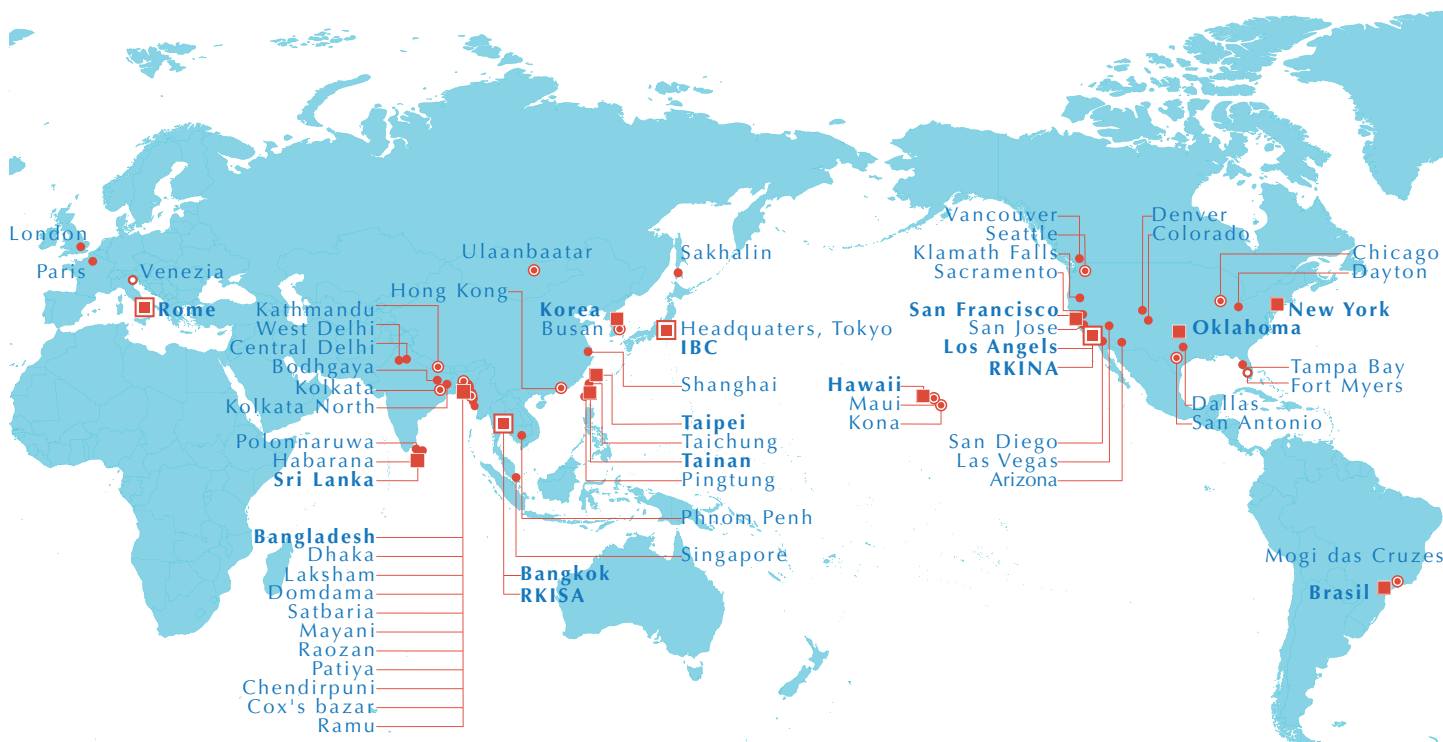 London
Paris
Venezia
Rome
Ulaanbaatar
Sakhalin
Hong Kong
Kathmandu
West Delhi
Central Delhi
Bodhgaya
Kolkata
Kolkata North
Polonnaruwa
Habarana
Sri Lanka
Korea
Busan
Headquaters, Tokyo
IBC
Shanghai
Taipei
Taichung
Tainan
Pingtung
Phnom Penh
Singapore
Bangkok
RKISA
Bangladesh
Dhaka
Laksham
Domdama
Satbaria
Mayani
Raozan
Patiya
Chendirpuni
Cox's bazar
Ramu
Vancouver
Seattle
Klamath Falls
Sacramento
San Francisco
San Jose
Los Angels
RKINA
Hawaii
Maui
Kona
San Diego
Las Vegas
Arizona
Denver
Colorado
Chicago
Dayton
New York
Oklahoma
Tampa Bay
Fort Myers
Dallas
San Antonio
Mogi das Cruzes
Brasil